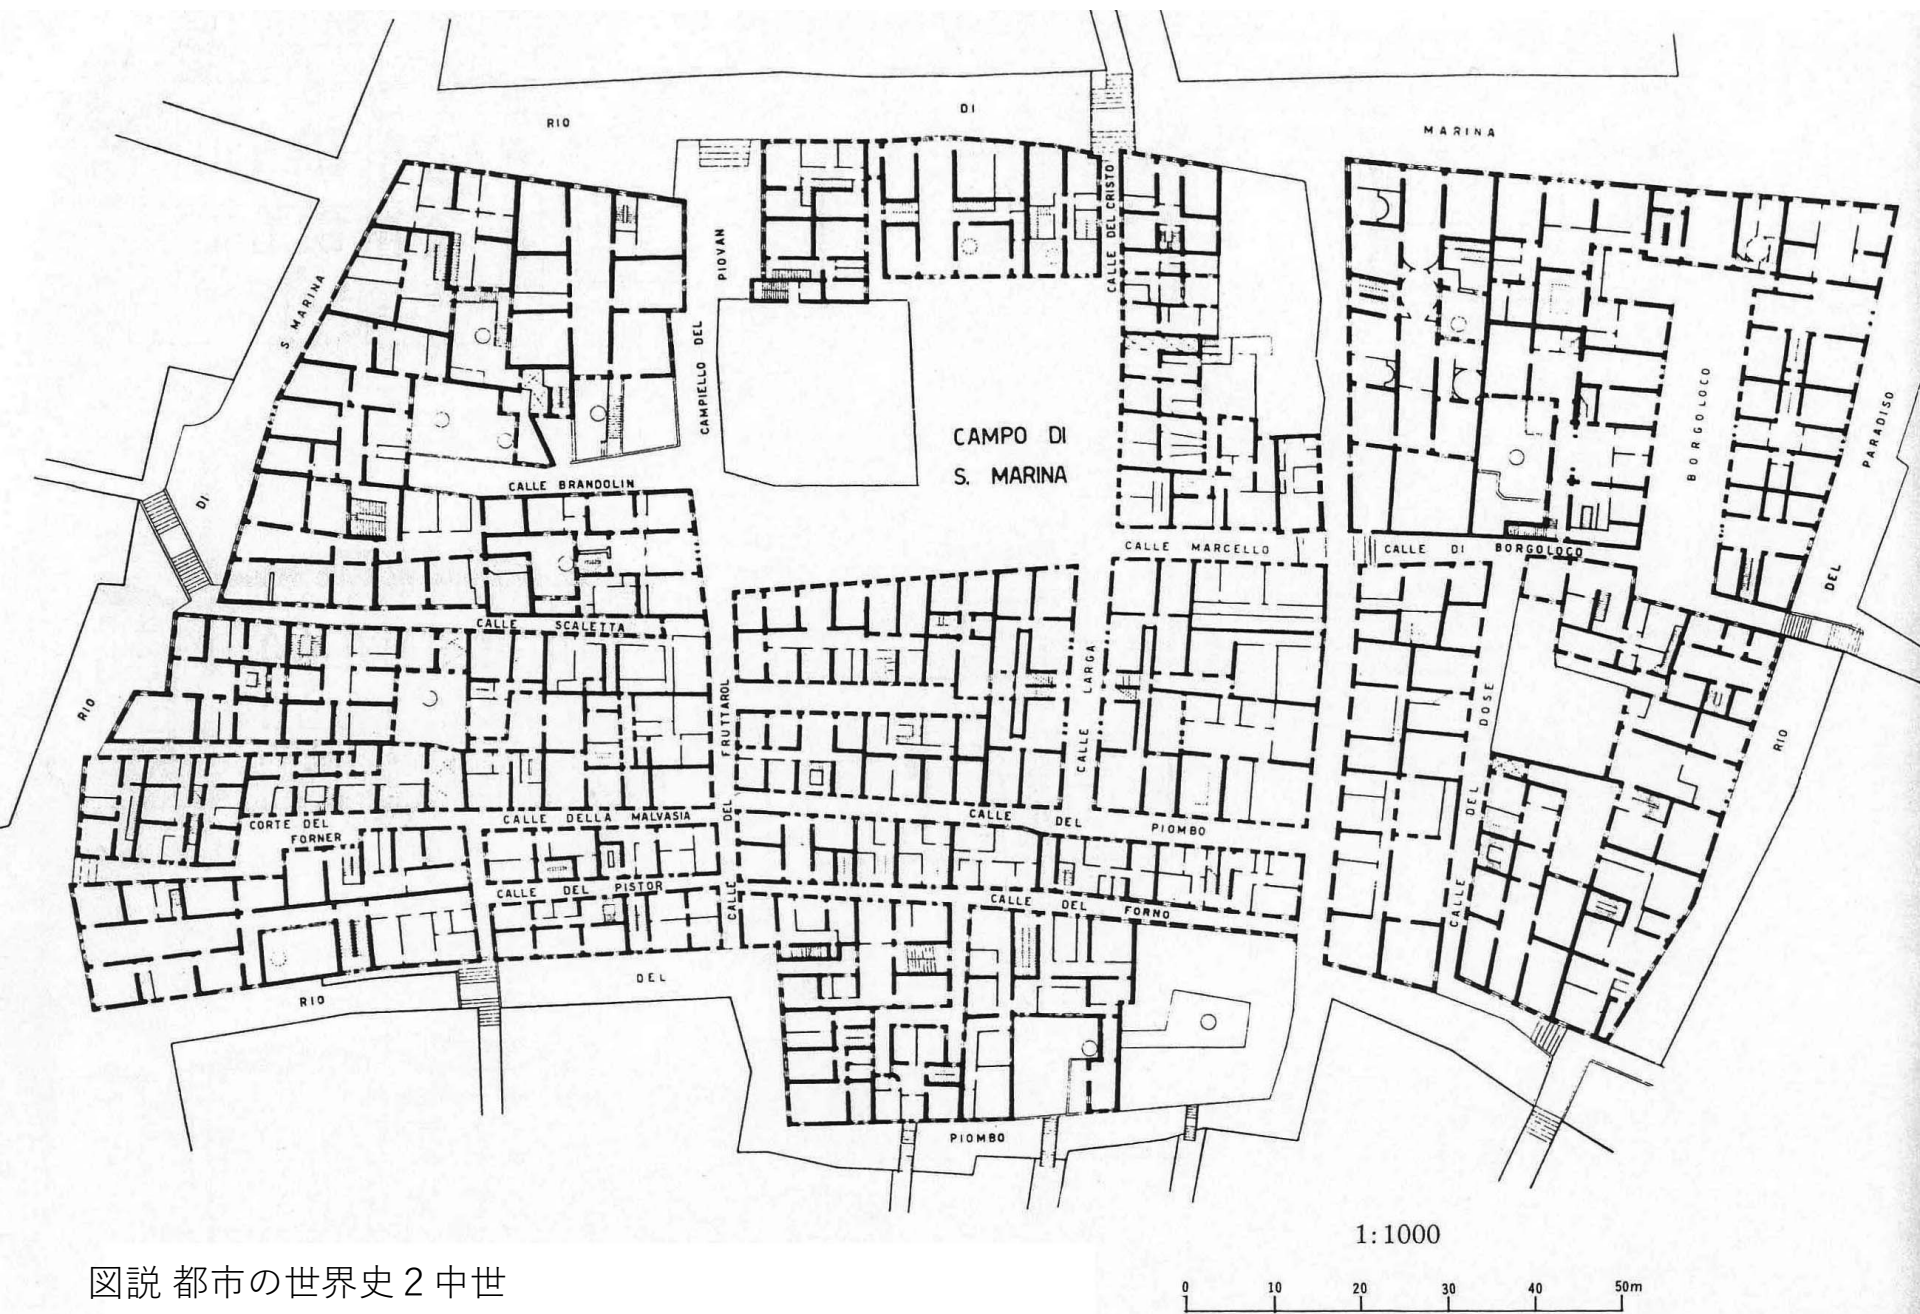 DI
RIO
MARINA
PIOVAN
CALLE DEL CRISTO
S. MARINA
CAMPIELLO DEL
BORGOLOCO
PARADISO
CAMPO DI
S. MARINA
CALLE BRANDOLIN
DI
CALLE MARCELLO
CALLE DI BORGOLOCO
DEL
CALLE SCALETTA
CALLE LARGA
DOSE
RIO
FRUTTAROL
RIO
DEL
CALLE
CORTE DEL
FORNER
CALLE DELLA MALVASIA
DEL
CALLE DEL PIOMBO
CALLE DEL PISTOR
CALLE
CALLE DEL FORNO
CALLE
RIO
DEL
PIOMBO
1:1000
図説 都市の世界史2 中世
0 10 20 30 40 50m